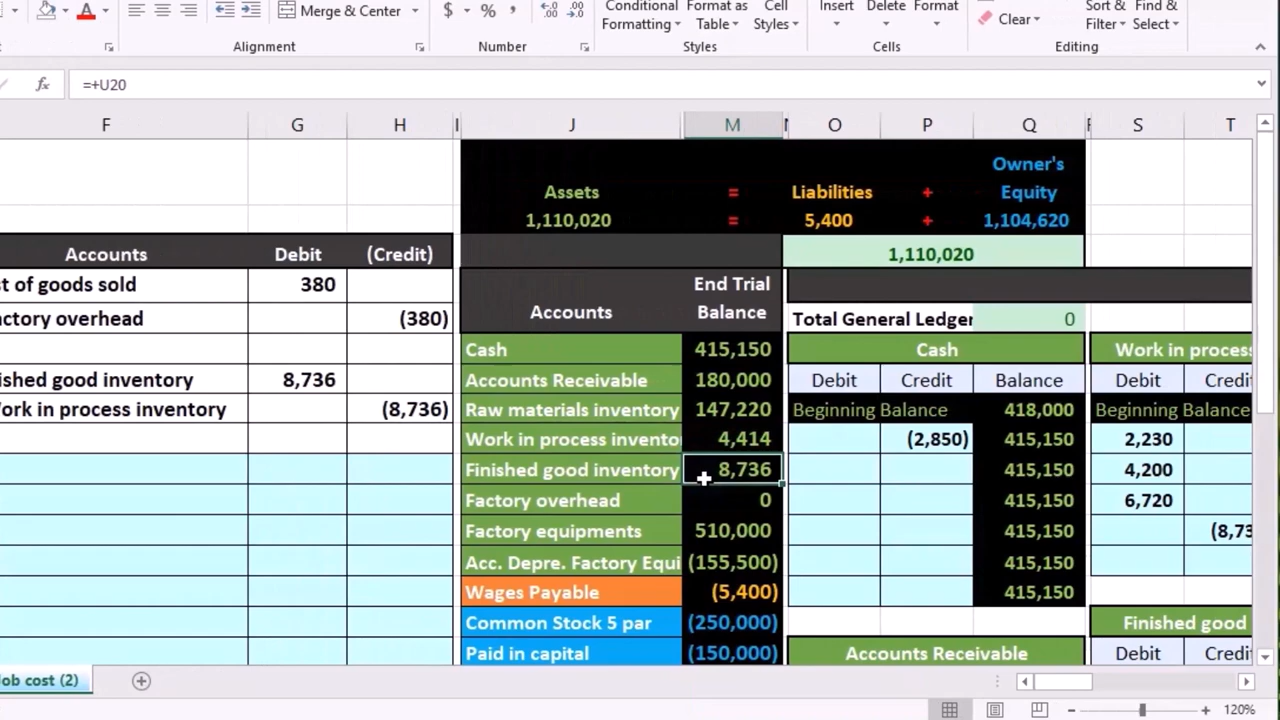 Merge & Center
$ % ,
Conditional Formatting
Format as Table
Cell Styles
Insert Delete Format
Clear
Sort & Filter
Find & Select
Alignment Number Styles Cells Editing
fx =+U20
F G H I J M O P Q S T
Owner's
Assets = Liabilities + Equity
1,110,020 = 5,400 + 1,104,620
Accounts Debit (Credit) 1,110,020
st of goods sold 380 End Trial
Accounts Balance
actory overhead (380) Total General Ledger 0
Cash 415,150 Cash Work in process
Accounts Receivable 180,000 Debit Credit Balance Debit Credi
ished good inventory 8,736
Work in process inventory (8,736) Raw materials inventory 147,220 Beginning Balance 418,000 Beginning Balance
Work in process invento 4,414 (2,850) 415,150 2,230
Finished good inventory 8,736 415,150 4,200
Factory overhead 0 415,150 6,720
Factory equipments 510,000 415,150 (8,73
Acc. Depre. Factory Equi (155,500) 415,150
Wages Payable (5,400) 415,150
Common Stock 5 par (250,000) Finished good
Paid in capital (150,000) Accounts Receivable Debit Credi
ob cost (2)
120%